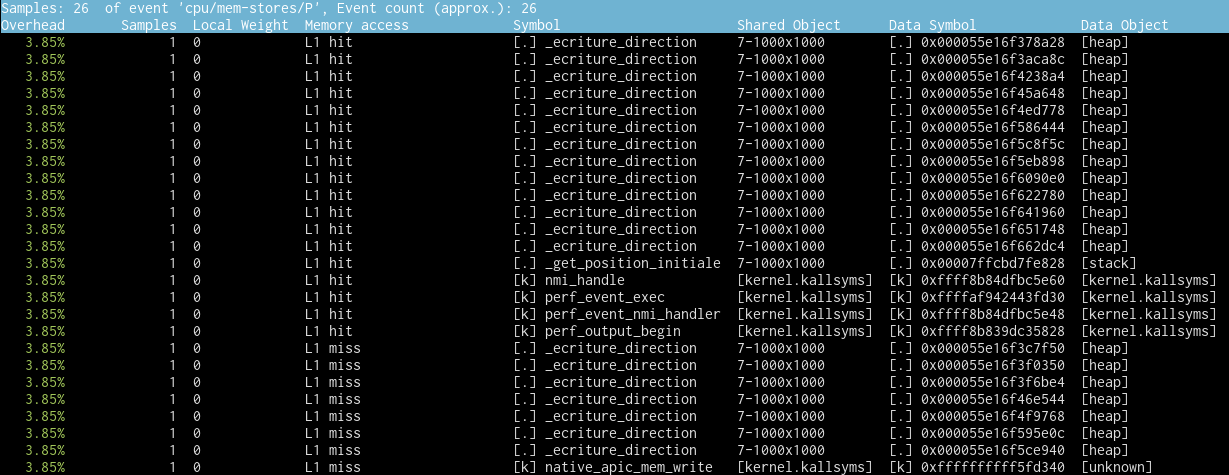 Samples: 26  of event 'cpu/mem-stores/P', Event count (approx.): 26
Overhead       Samples  Local Weight  Memory access             Symbol                      Shared Object      Data Symbol             Data Object
3.85%             1  0             L1 hit                    [.] _ecriture_direction     7-1000x1000        [.] 0x000055e16f378a28  [heap]
3.85%             1  0             L1 hit                    [.] _ecriture_direction     7-1000x1000        [.] 0x000055e16f3aca8c  [heap]
3.85%             1  0             L1 hit                    [.] _ecriture_direction     7-1000x1000        [.] 0x000055e16f4238a4  [heap]
3.85%             1  0             L1 hit                    [.] _ecriture_direction     7-1000x1000        [.] 0x000055e16f45a648  [heap]
3.85%             1  0             L1 hit                    [.] _ecriture_direction     7-1000x1000        [.] 0x000055e16f4ed778  [heap]
3.85%             1  0             L1 hit                    [.] _ecriture_direction     7-1000x1000        [.] 0x000055e16f586444  [heap]
3.85%             1  0             L1 hit                    [.] _ecriture_direction     7-1000x1000        [.] 0x000055e16f5c8f5c  [heap]
3.85%             1  0             L1 hit                    [.] _ecriture_direction     7-1000x1000        [.] 0x000055e16f5eb898  [heap]
3.85%             1  0             L1 hit                    [.] _ecriture_direction     7-1000x1000        [.] 0x000055e16f6090e0  [heap]
3.85%             1  0             L1 hit                    [.] _ecriture_direction     7-1000x1000        [.] 0x000055e16f622780  [heap]
3.85%             1  0             L1 hit                    [.] _ecriture_direction     7-1000x1000        [.] 0x000055e16f641960  [heap]
3.85%             1  0             L1 hit                    [.] _ecriture_direction     7-1000x1000        [.] 0x000055e16f651748  [heap]
3.85%             1  0             L1 hit                    [.] _ecriture_direction     7-1000x1000        [.] 0x000055e16f662dc4  [heap]
3.85%             1  0             L1 hit                    [.] _get_position_initiale  7-1000x1000        [.] 0x00007ffcbd7fe828  [stack]
3.85%             1  0             L1 hit                    [k] nmi_handle              [kernel.kallsyms]  [k] 0xffff8b84dfbc5e60  [kernel.kallsyms]
3.85%             1  0             L1 hit                    [k] perf_event_exec         [kernel.kallsyms]  [k] 0xffffaf942443fd30  [kernel.kallsyms]
3.85%             1  0             L1 hit                    [k] perf_event_nmi_handler  [kernel.kallsyms]  [k] 0xffff8b84dfbc5e48  [kernel.kallsyms]
3.85%             1  0             L1 hit                    [k] perf_output_begin       [kernel.kallsyms]  [k] 0xffff8b839dc35828  [kernel.kallsyms]
3.85%             1  0             L1 miss                   [.] _ecriture_direction     7-1000x1000        [.] 0x000055e16f3c7f50  [heap]
3.85%             1  0             L1 miss                   [.] _ecriture_direction     7-1000x1000        [.] 0x000055e16f3f0350  [heap]
3.85%             1  0             L1 miss                   [.] _ecriture_direction     7-1000x1000        [.] 0x000055e16f3f6be4  [heap]
3.85%             1  0             L1 miss                   [.] _ecriture_direction     7-1000x1000        [.] 0x000055e16f46e544  [heap]
3.85%             1  0             L1 miss                   [.] _ecriture_direction     7-1000x1000        [.] 0x000055e16f4f9768  [heap]
3.85%             1  0             L1 miss                   [.] _ecriture_direction     7-1000x1000        [.] 0x000055e16f595e0c  [heap]
3.85%             1  0             L1 miss                   [.] _ecriture_direction     7-1000x1000        [.] 0x000055e16f5ce940  [heap]
3.85%             1  0             L1 miss                   [k] native_apic_mem_write   [kernel.kallsyms]  [k] 0xffffffffff5fd340  [unknown]